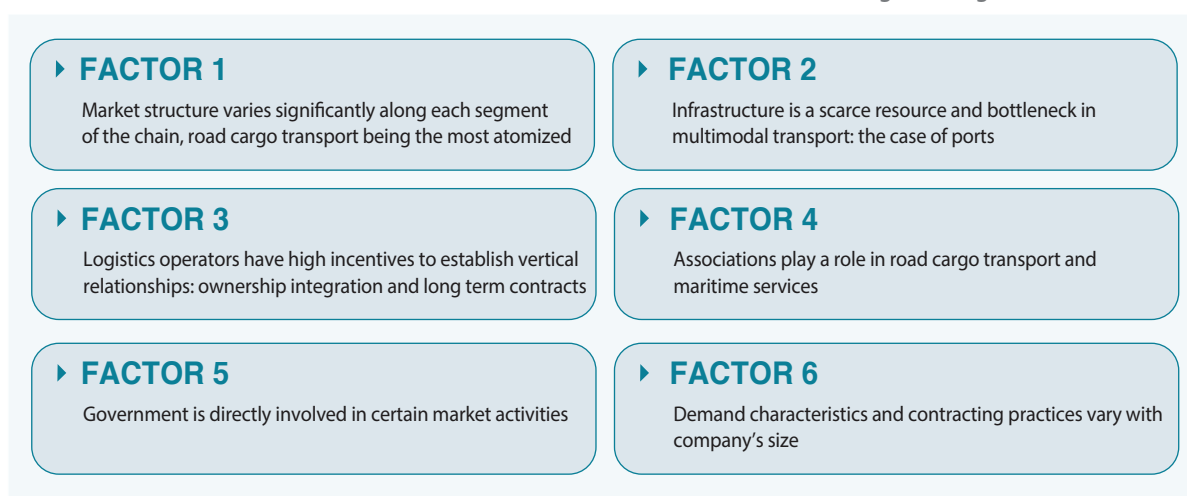 FACTOR 1
Market structure varies significantly along each segment
of the chain, road cargo transport being the most atomized
FACTOR 2
Infrastructure is a scarce resource and bottleneck in
multimodal transport: the case of ports
FACTOR 3
Logistics operators have high incentives to establish vertical
relationships: ownership integration and long term contracts
FACTOR 4
Associations play a role in road cargo transport and
maritime services
FACTOR 5
Government is directly involved in certain market activities
FACTOR 6
Demand characteristics and contracting practices vary with
company's size